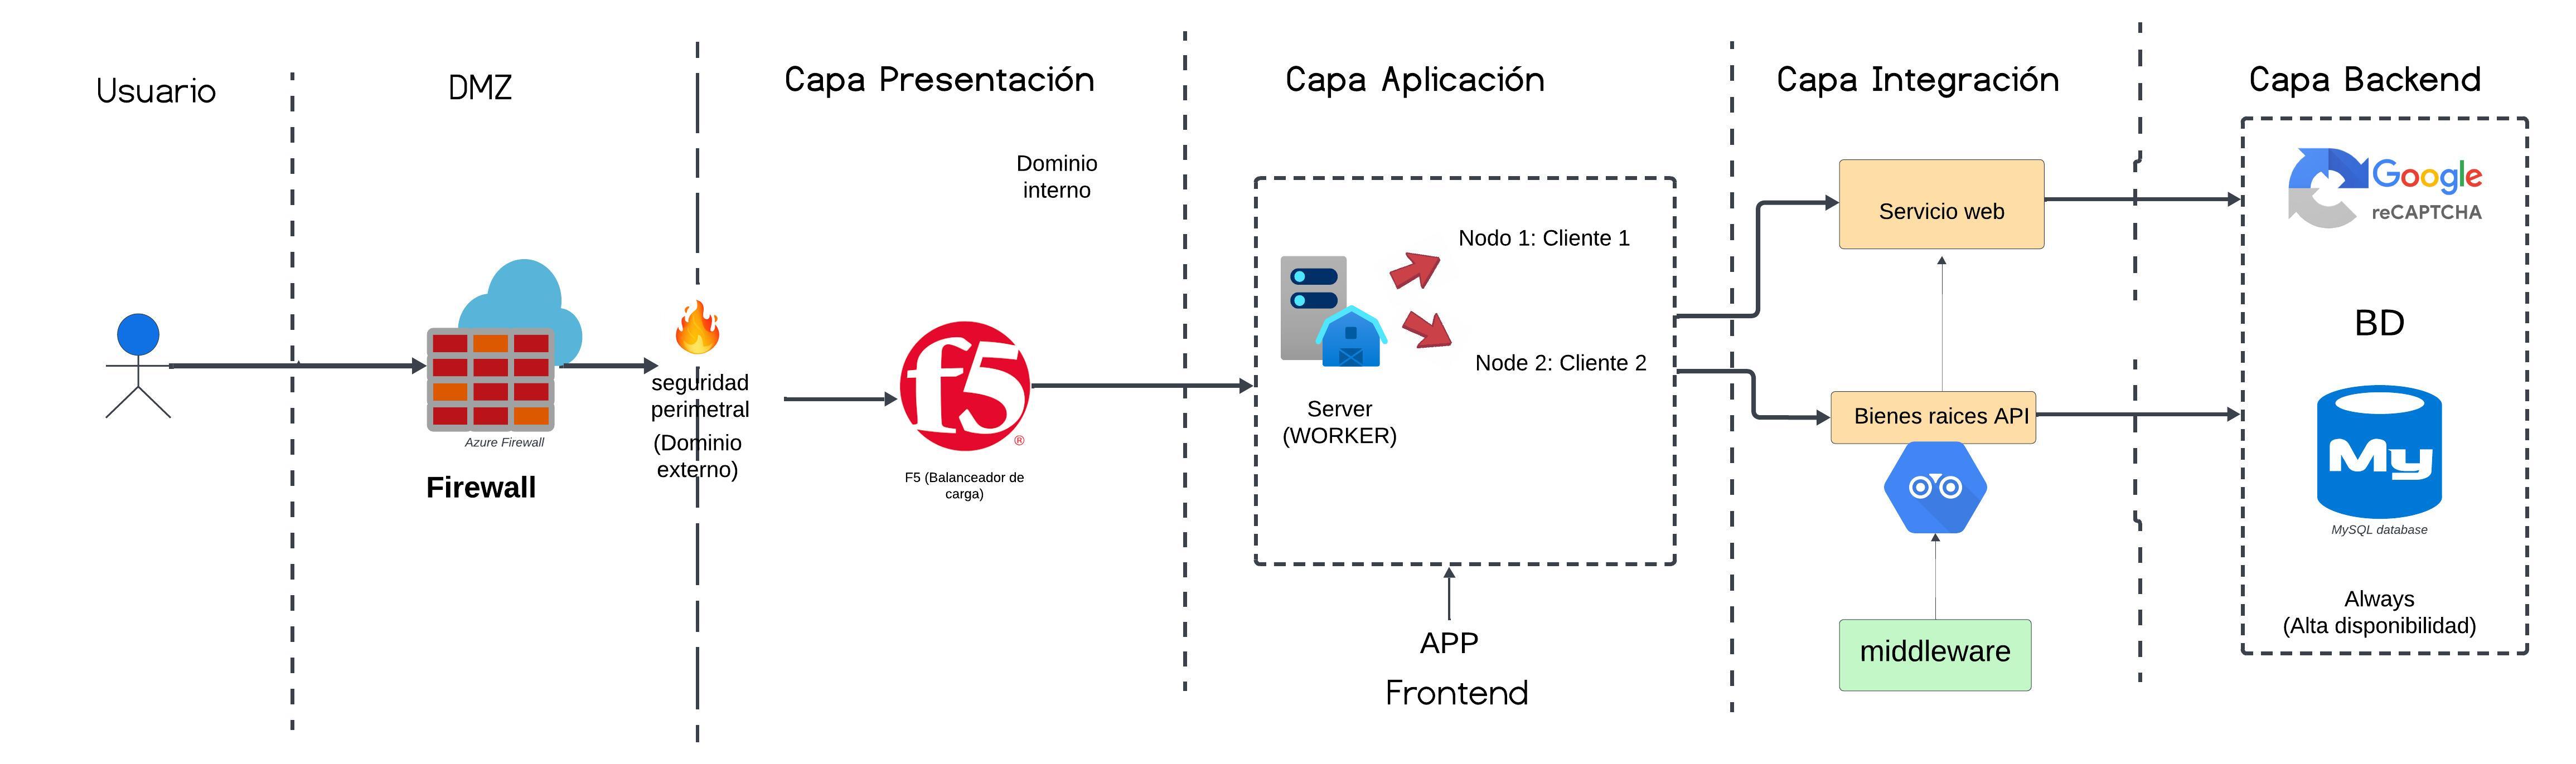 Usuario
DMZ
Capa Presentación
Capa Aplicación
Capa Integración
Capa Backend
Azure Firewall
Firewall
seguridad
perimetral
(Dominio
externo)
Dominio
interno
f5
®
F5 (Balanceador de
carga)
Nodo 1: Cliente 1
Node 2: Cliente 2
Server
(WORKER)
APP
Frontend
Servicio web
Bienes raices API
middleware
Google
reCAPTCHA
BD
My
MySQL database
Always
(Alta disponibilidad)